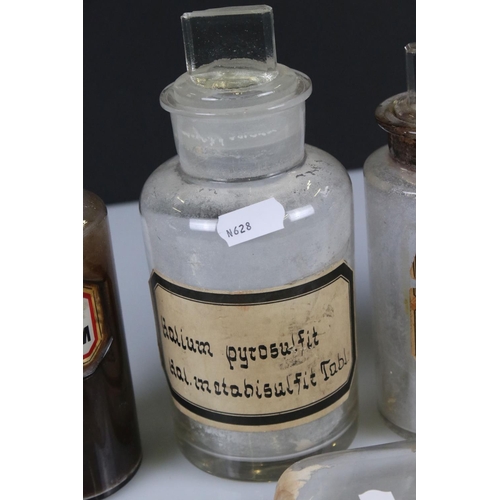 N628
Kalium pyrosulfit
Kal. metabisulfit Tabl.
M